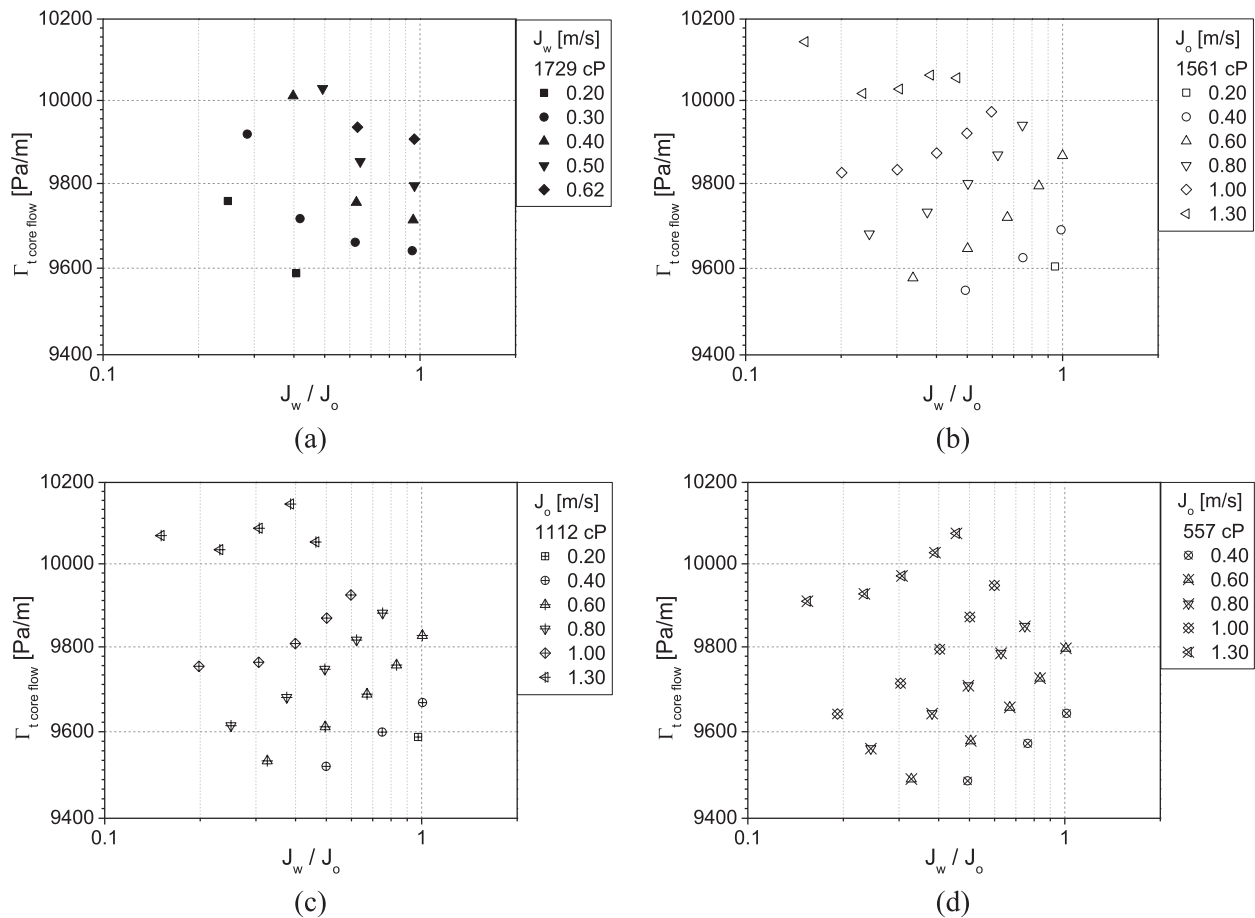 10200
10000
9800
9600
9400
Γt core flow [Pa/m]
0.1
1
Jw / Jo
Jw [m/s]
1729 cP
0.20
0.30
0.40
0.50
0.62
(a)
10200
10000
9800
9600
9400
Γt core flow [Pa/m]
0.1
1
Jw / Jo
Jo [m/s]
1561 cP
0.20
0.40
0.60
0.80
1.00
1.30
(b)
10200
10000
9800
9600
9400
Γt core flow [Pa/m]
0.1
1
Jw / Jo
Jo [m/s]
1112 cP
0.20
0.40
0.60
0.80
1.00
1.30
(c)
10200
10000
9800
9600
9400
Γt core flow [Pa/m]
0.1
1
Jw / Jo
Jo [m/s]
557 cP
0.40
0.60
0.80
1.00
1.30
(d)